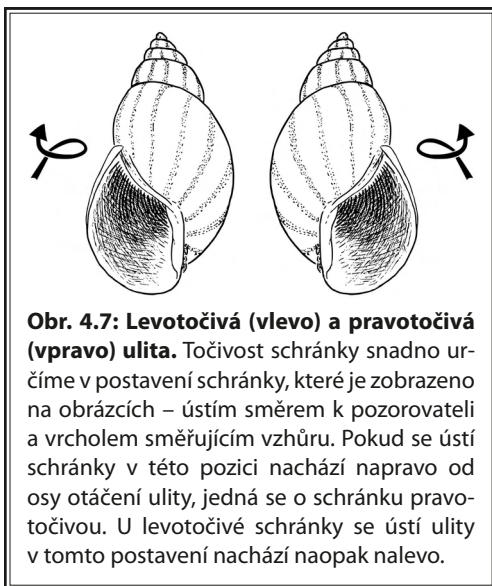 Obr. 4.7: Levotočivá (vlevo) a pravotočivá
(vpravo) ulita. Točivost schránky snadno ur-
číme v postavení schránky, které je zobrazeno
na obrázcích – ústím směrem k pozorovateli
a vrcholem směřujícím vzhůru. Pokud se ústí
schránky v této pozici nachází napravo od
osy otáčení ulity, jedná se o schránku pravo-
točivou. U levotočivé schránky se ústí ulity
v tomto postavení nachází naopak nalevo.